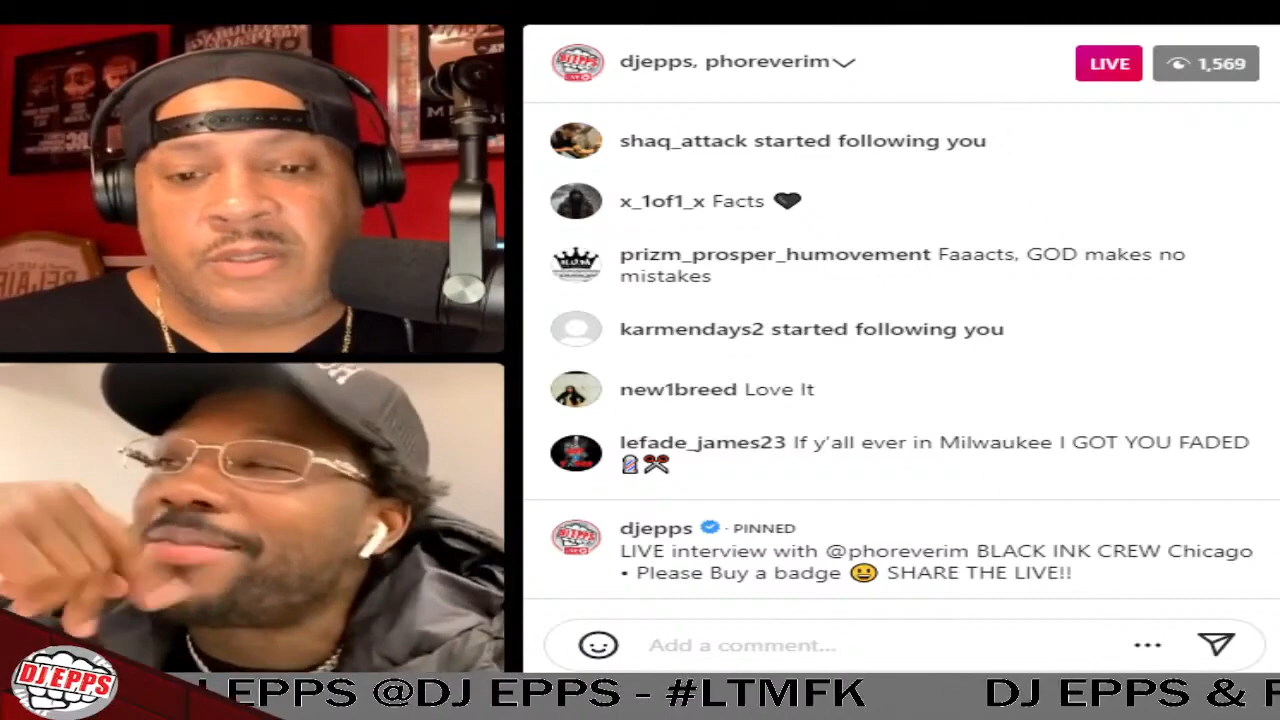 djepps, phoreverim
LIVE
1,569
shaq_attack started following you
x_1of1_x Facts 🖤
prizm_prosper_humovement Faaacts, GOD makes no
mistakes
karmendays2 started following you
new1breed Love It
lefade_james23 If y'all ever in Milwaukee I GOT YOU FADED
💈✂
djepps · PINNED
LIVE interview with @phoreverim BLACK INK CREW Chicago
• Please Buy a badge 😀 SHARE THE LIVE!!
Add a comment...
DJ EPPS
EPPS @DJ EPPS - #LTMFK DJ EPPS &